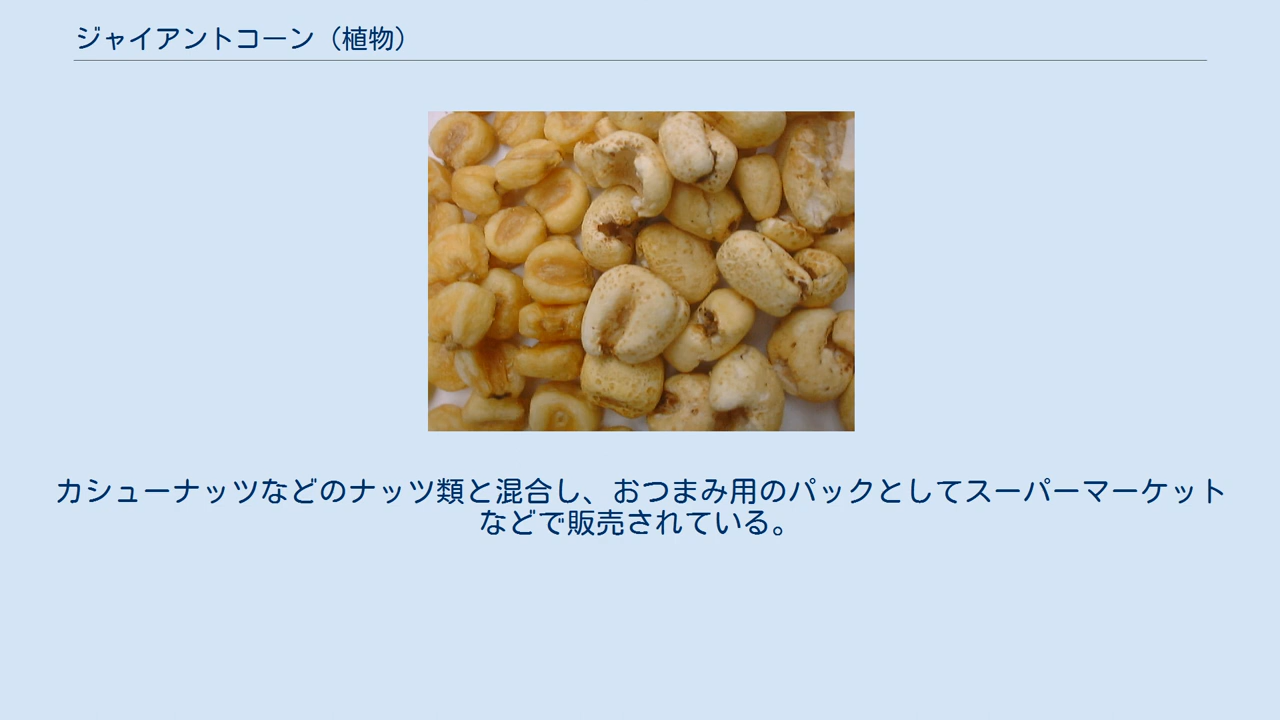 ジャイアントコーン（植物）
カシューナッツなどのナッツ類と混合し、おつまみ用のパックとしてスーパーマーケット
などで販売されている。